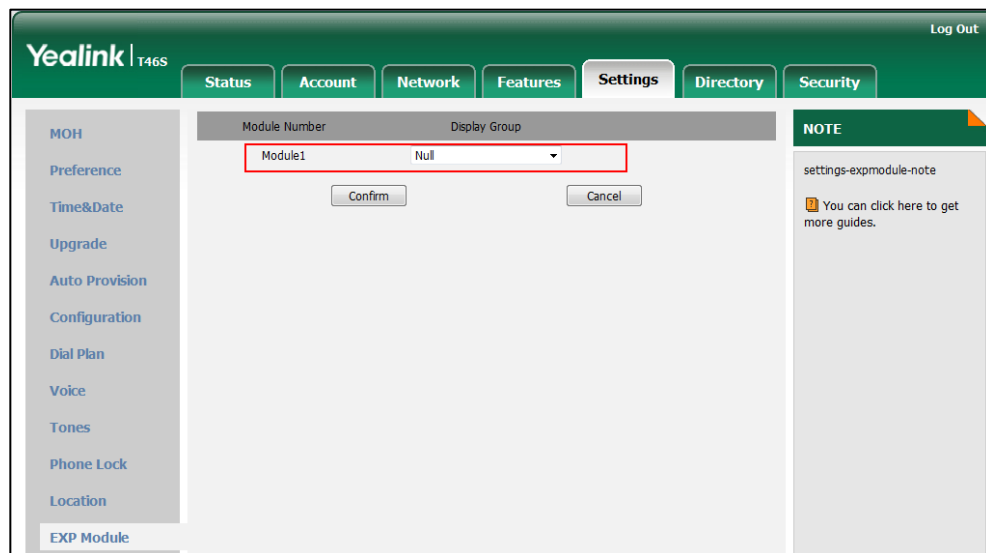 Log Out
Yealink | T46S
Status Account Network Features Settings Directory Security
MOH
Preference
Time&Date
Upgrade
Auto Provision
Configuration
Dial Plan
Voice
Tones
Phone Lock
Location
EXP Module
Module Number Display Group
Module1 Null
Confirm Cancel
NOTE
settings-expmodule-note
You can click here to get
more guides.